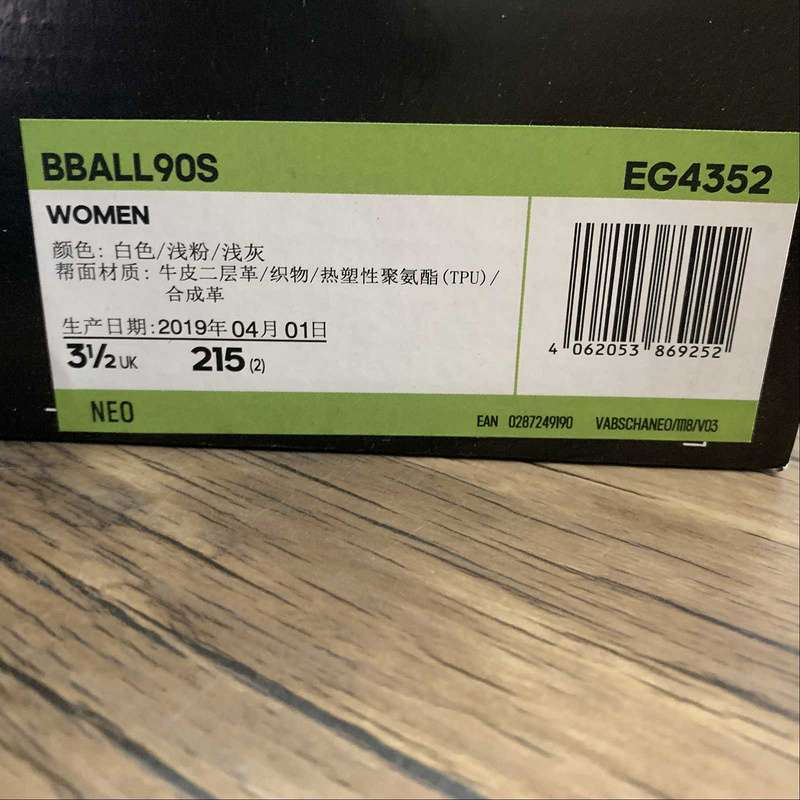 BBALL90S
EG4352
WOMEN
颜色: 白色/浅粉/浅灰
帮面材质: 牛皮二层革/织物/热塑性聚氨酯(TPU)/
合成革
生产日期:2019年04月01日
3½UK 215(2)
4 062053 869252
NEO
EAN 0287249190 VABSCHANEO/1118/V03